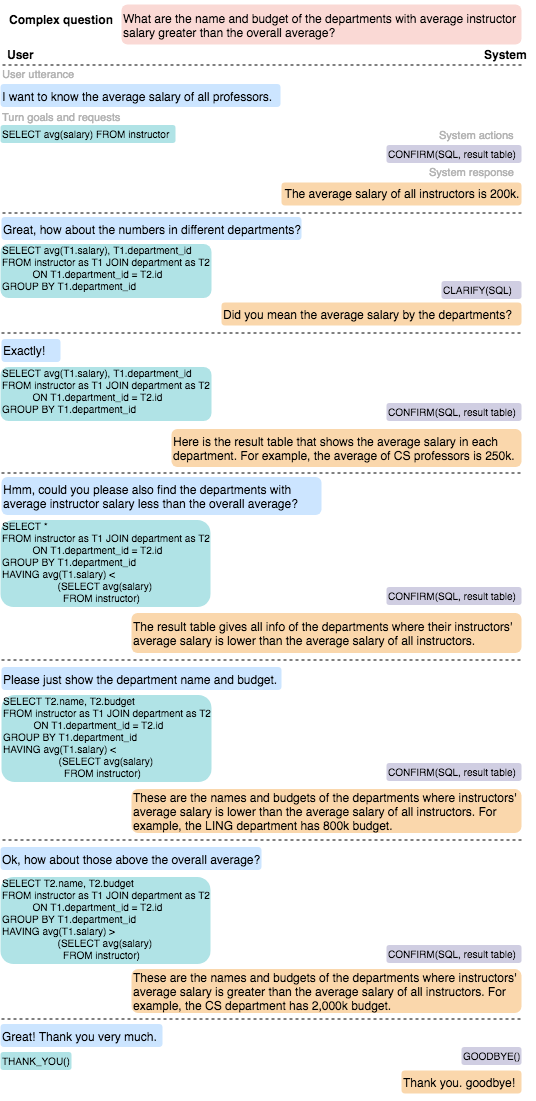 Complex question
What are the name and budget of the departments with average instructor
salary greater than the overall average?
User
System
User utterance
I want to know the average salary of all professors.
Turn goals and requests
SELECT avg(salary) FROM instructor
System actions
CONFIRM(SQL, result table)
System response
The average salary of all instructors is 200k.
Great, how about the numbers in different departments?
SELECT avg(T1.salary), T1.department_id
FROM instructor as T1 JOIN department as T2
ON T1.department_id = T2.id
GROUP BY T1.department_id
CLARIFY(SQL)
Did you mean the average salary by the departments?
Exactly!
SELECT avg(T1.salary), T1.department_id
FROM instructor as T1 JOIN department as T2
ON T1.department_id = T2.id
GROUP BY T1.department_id
CONFIRM(SQL, result table)
Here is the result table that shows the average salary in each
department. For example, the average of CS professors is 250k.
Hmm, could you please also find the departments with
average instructor salary less than the overall average?
SELECT *
FROM instructor as T1 JOIN department as T2
ON T1.department_id = T2.id
GROUP BY T1.department_id
HAVING avg(T1.salary) <
(SELECT avg(salary)
FROM instructor)
CONFIRM(SQL, result table)
The result table gives all info of the departments where their instructors'
average salary is lower than the average salary of all instructors.
Please just show the department name and budget.
SELECT T2.name, T2.budget
FROM instructor as T1 JOIN department as T2
ON T1.department_id = T2.id
GROUP BY T1.department_id
HAVING avg(T1.salary) <
(SELECT avg(salary)
FROM instructor)
CONFIRM(SQL, result table)
These are the names and budgets of the departments where instructors'
average salary is lower than the average salary of all instructors. For
example, the LING department has 800k budget.
Ok, how about those above the overall average?
SELECT T2.name, T2.budget
FROM instructor as T1 JOIN department as T2
ON T1.department_id = T2.id
GROUP BY T1.department_id
HAVING avg(T1.salary) >
(SELECT avg(salary)
FROM instructor)
CONFIRM(SQL, result table)
These are the names and budgets of the departments where instructors'
average salary is greater than the average salary of all instructors. For
example, the CS department has 2,000k budget.
Great! Thank you very much.
THANK_YOU()
GOODBYE()
Thank you. goodbye!